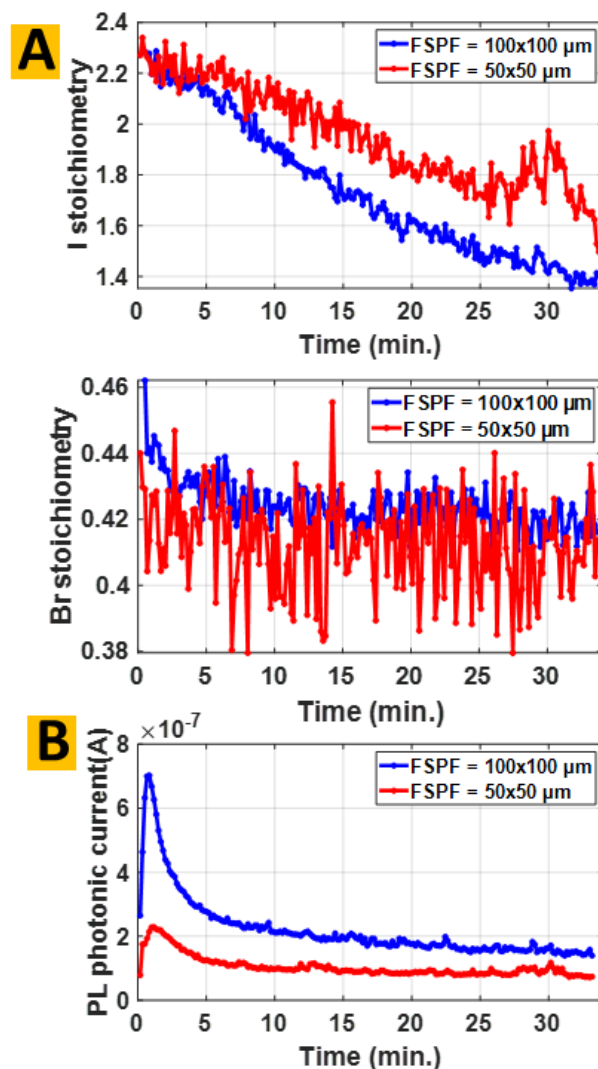 A
I stoichiometry
2.4
2.2
2
1.8
1.6
1.4
FSPF = 100x100 µm
FSPF = 50x50 µm
0 5 10 15 20 25 30
Time (min.)
Br stoichiometry
0.46
0.44
0.42
0.4
0.38
FSPF = 100x100 µm
FSPF = 50x50 µm
0 5 10 15 20 25 30
Time (min.)
B
×10⁻⁷
PL photonic current(A)
8
6
4
2
0
FSPF = 100x100 µm
FSPF = 50x50 µm
0 5 10 15 20 25 30
Time (min.)